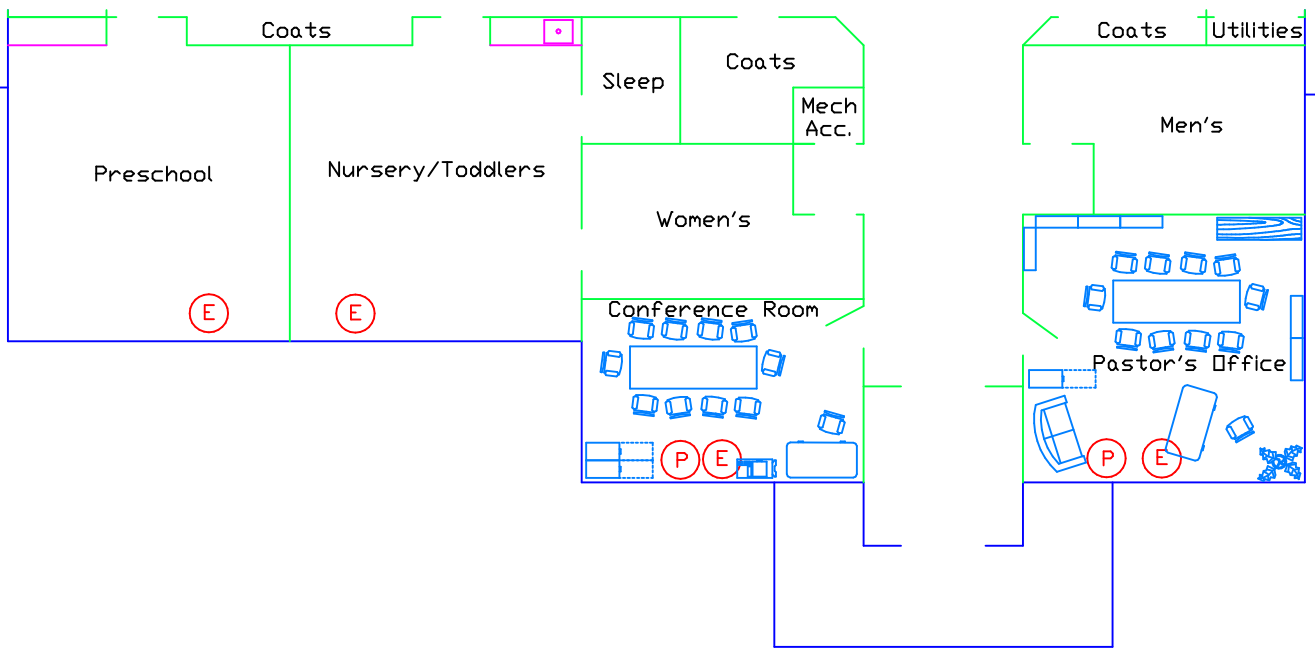 Coats
Coats
Utilities
Sleep
Coats
Mech
Acc.
Men's
Preschool
Nursery/Toddlers
Women's
E
E
Conference Room
Pastor's Office
P
E
P
E